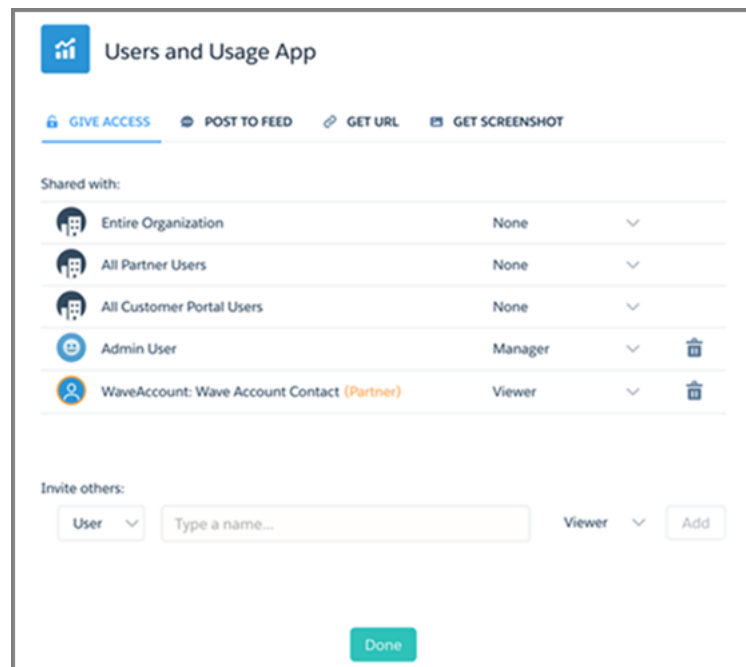 Users and Usage App
GIVE ACCESS POST TO FEED GET URL GET SCREENSHOT
Shared with:
Entire Organization None
All Partner Users None
All Customer Portal Users None
Admin User Manager
WaveAccount: Wave Account Contact (Partner) Viewer
Invite others:
User Type a name... Viewer Add
Done